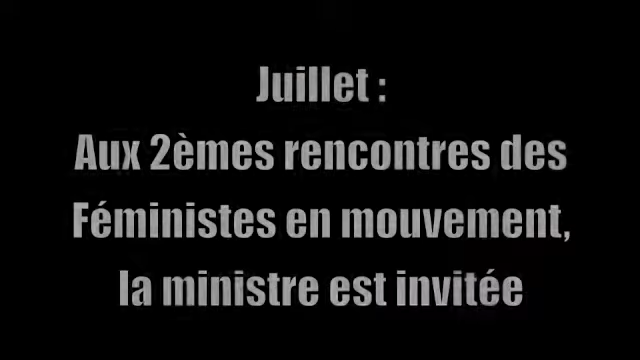 Juillet :
Aux 2èmes rencontres des
Féministes en mouvement,
la ministre est invitée